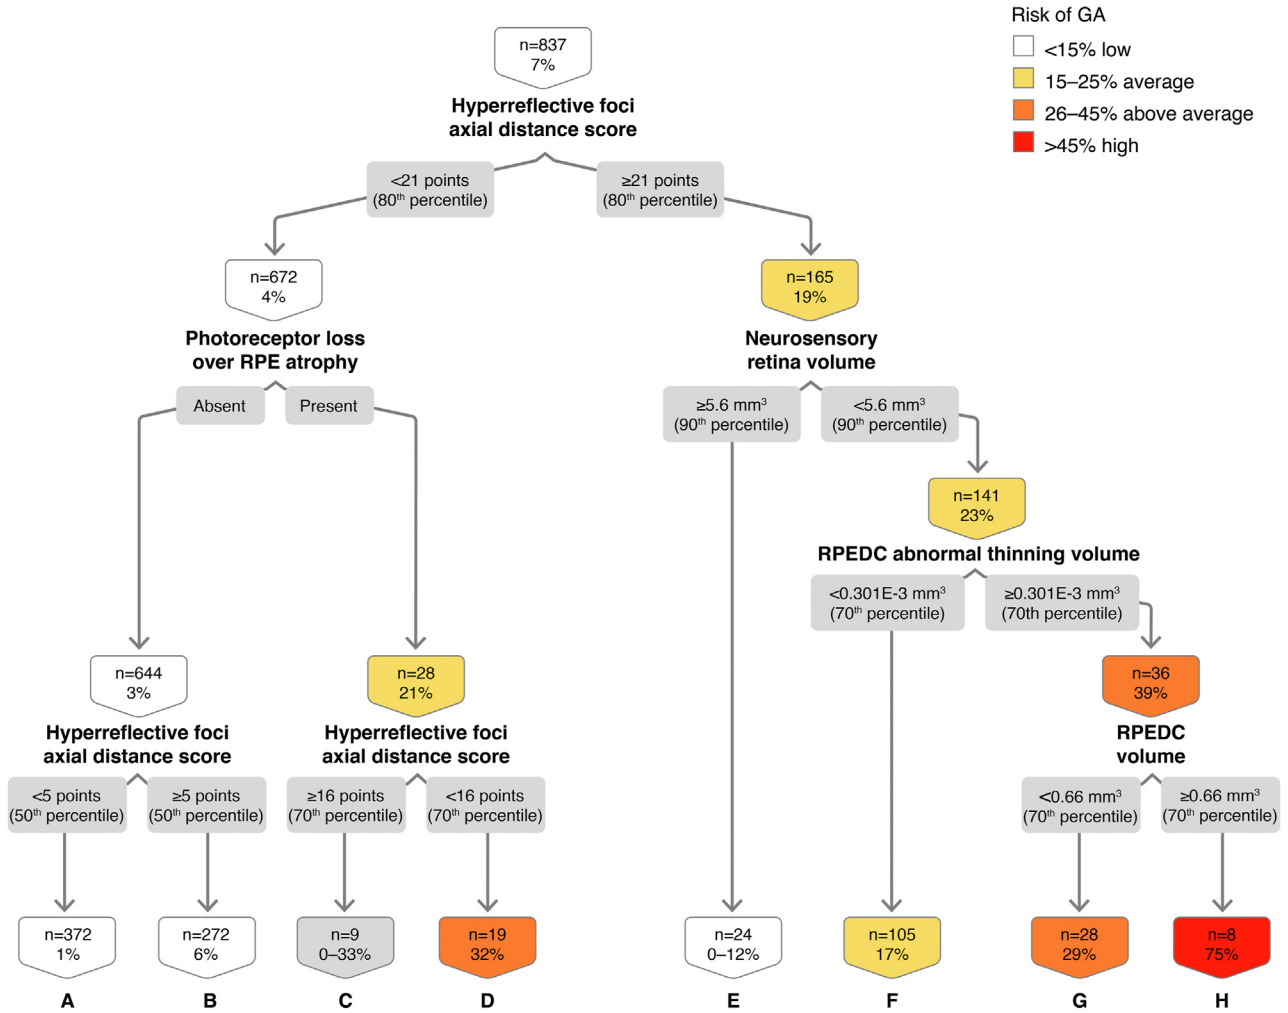 Risk of GA
<15% low
15–25% average
26–45% above average
>45% high
n=837
7%
Hyperreflective foci
axial distance score
<21 points
(80th percentile)
≥21 points
(80th percentile)
n=672
4%
n=165
19%
Photoreceptor loss
over RPE atrophy
Neurosensory
retina volume
Absent
Present
≥5.6 mm³
(90th percentile)
<5.6 mm³
(90th percentile)
n=141
23%
RPEDC abnormal thinning volume
<0.301E-3 mm³
(70th percentile)
≥0.301E-3 mm³
(70th percentile)
n=644
3%
n=28
21%
n=36
39%
Hyperreflective foci
axial distance score
Hyperreflective foci
axial distance score
RPEDC
volume
<5 points
(50th percentile)
≥5 points
(50th percentile)
≥16 points
(70th percentile)
<16 points
(70th percentile)
<0.66 mm³
(70th percentile)
≥0.66 mm³
(70th percentile)
n=372
1%
n=272
6%
n=9
0–33%
n=19
32%
n=24
0–12%
n=105
17%
n=28
29%
n=8
75%
A
B
C
D
E
F
G
H